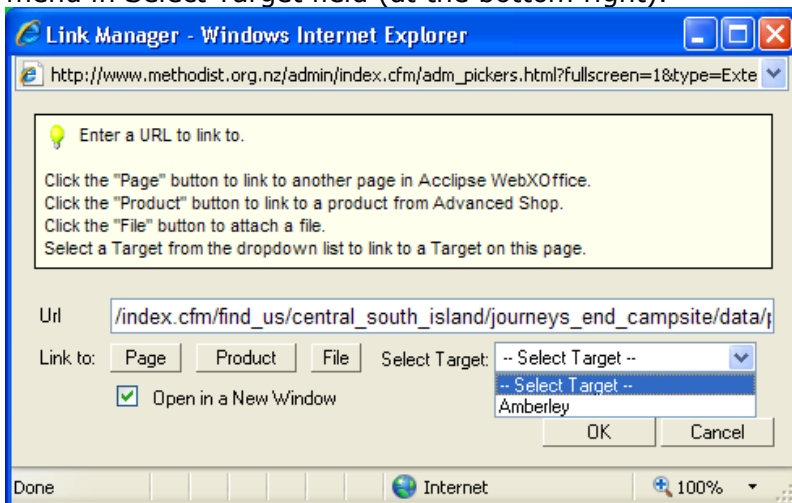 menu in Select Target field (at the bottom right).
Link Manager - Windows Internet Explorer
http://www.methodist.org.nz/admin/index.cfm/adm_pickers.html?fullscreen=1&type=Exte
Enter a URL to link to.
Click the "Page" button to link to another page in Acclipse WebXOffice.
Click the "Product" button to link to a product from Advanced Shop.
Click the "File" button to attach a file.
Select a Target from the dropdown list to link to a Target on this page.
Url /index.cfm/find_us/central_south_island/journeys_end_campsite/data/p
Link to: Page Product File Select Target: -- Select Target --
-- Select Target --
Open in a New Window
Amberley
OK Cancel
Done Internet 100%